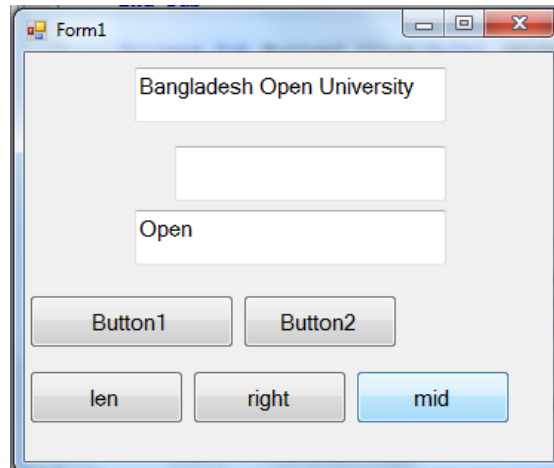 Form1
Bangladesh Open University
Open
Button1 Button2
len right mid